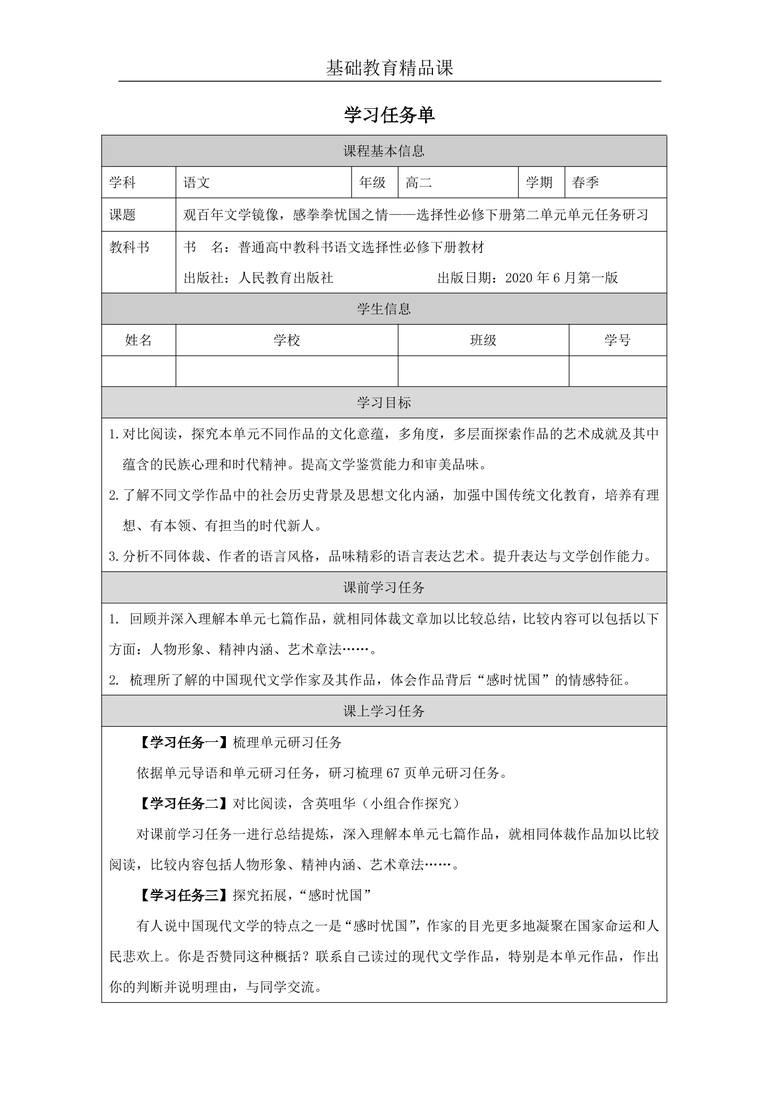 基础教育精品课
学习任务单
课程基本信息
学科 语文 年级 高二 学期 春季
课题 观百年文学镜像，感拳拳忧国之情——选择性必修下册第二单元单元任务研习
教科书 书 名：普通高中教科书语文选择性必修下册教材
出版社：人民教育出版社 出版日期：2020 年 6 月第一版
学生信息
姓名 学校 班级 学号
学习目标
1.对比阅读，探究本单元不同作品的文化意蕴，多角度，多层面探索作品的艺术成就及其中
蕴含的民族心理和时代精神。提高文学鉴赏能力和审美品味。
2.了解不同文学作品中的社会历史背景及思想文化内涵，加强中国传统文化教育，培养有理
想、有本领、有担当的时代新人。
3.分析不同体裁、作者的语言风格，品味精彩的语言表达艺术。提升表达与文学创作能力。
课前学习任务
1. 回顾并深入理解本单元七篇作品，就相同体裁文章加以比较总结，比较内容可以包括以下
方面：人物形象、精神内涵、艺术章法……。
2. 梳理所了解的中国现代文学作家及其作品，体会作品背后“感时忧国”的情感特征。
课上学习任务
【学习任务一】梳理单元研习任务
依据单元导语和单元研习任务，研习梳理 67 页单元研习任务。
【学习任务二】对比阅读，含英咀华（小组合作探究）
对课前学习任务一进行总结提炼，深入理解本单元七篇作品，就相同体裁作品加以比较
阅读，比较内容包括人物形象、精神内涵、艺术章法……。
【学习任务三】探究拓展，“感时忧国”
有人说中国现代文学的特点之一是“感时忧国”，作家的目光更多地凝聚在国家命运和人
民悲欢上。你是否赞同这种概括？联系自己读过的现代文学作品，特别是本单元作品，作出
你的判断并说明理由，与同学交流。